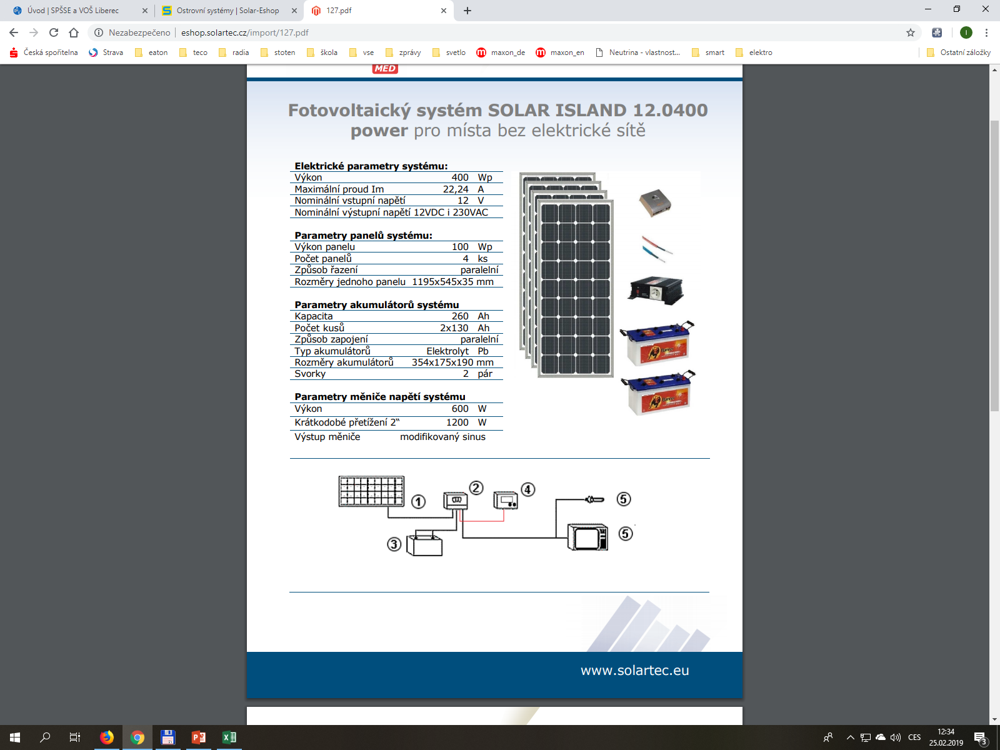 Úvod | SPŠSE a VOŠ Liberec
Ostrovní systémy | Solar-Eshop
127.pdf
Nezabezpečeno
eshop.solartec.cz/import/127.pdf
I
Česká spořitelna
Strava
eaton
teco
radia
stoten
škola
vse
zprávy
svetlo
maxon_de
maxon_en
Neutrina - vlastnost...
smart
elektro
Ostatní záložky
MED
Fotovoltaický systém SOLAR ISLAND 12.0400
power pro místa bez elektrické sítě
Elektrické parametry systému:
Výkon 400 Wp
Maximální proud Im 22,24 A
Nominální vstupní napětí 12 V
Nominální výstupní napětí 12VDC i 230VAC
Parametry panelů systému:
Výkon panelu 100 Wp
Počet panelů 4 ks
Způsob řazení paralelní
Rozměry jednoho panelu 1195x545x35 mm
Parametry akumulátorů systému
Kapacita 260 Ah
Počet kusů 2x130 Ah
Způsob zapojení paralelní
Typ akumulátorů Elektrolyt Pb
Rozměry akumulátorů 354x175x190 mm
Svorky 2 pár
Parametry měniče napětí systému
Výkon 600 W
Krátkodobé přetížení 2“ 1200 W
Výstup měniče modifikovaný sinus
Banner
Banner
1
2
4
5
3
5
www.solartec.eu
CES
12:34
25.02.2019
3